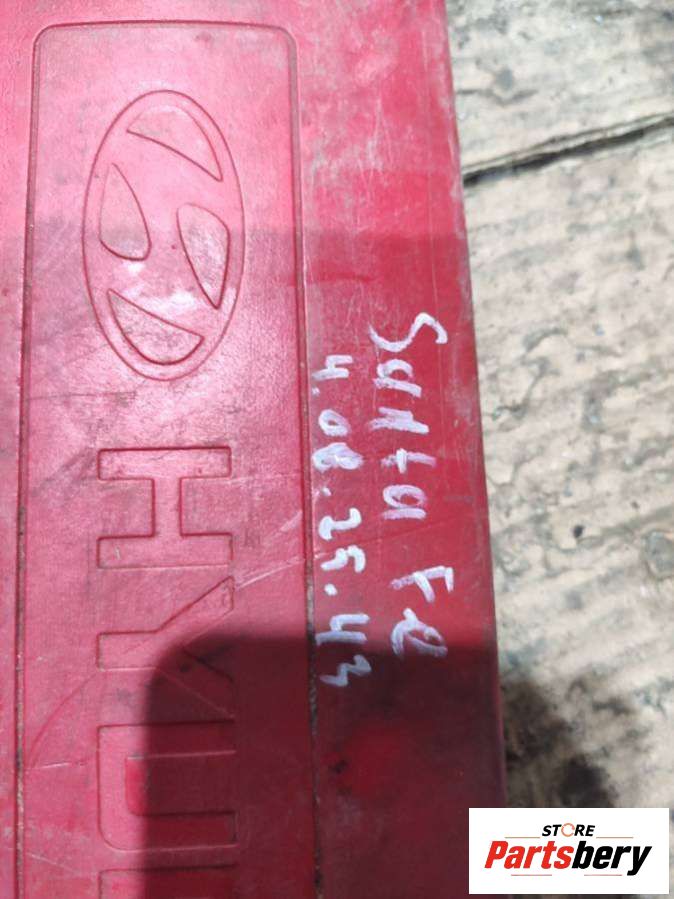 Santa Fe
4.08.25.43
HYU
STORE
Partsbery